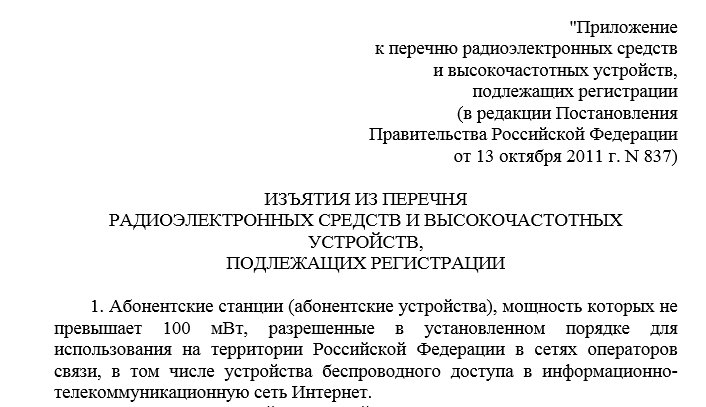 "Приложение
к перечню радиоэлектронных средств
и высокочастотных устройств,
подлежащих регистрации
(в редакции Постановления
Правительства Российской Федерации
от 13 октября 2011 г. N 837)
ИЗЪЯТИЯ ИЗ ПЕРЕЧНЯ
РАДИОЭЛЕКТРОННЫХ СРЕДСТВ И ВЫСОКОЧАСТОТНЫХ
УСТРОЙСТВ,
ПОДЛЕЖАЩИХ РЕГИСТРАЦИИ
1. Абонентские станции (абонентские устройства), мощность которых не
превышает 100 мВт, разрешенные в установленном порядке для
использования на территории Российской Федерации в сетях операторов
связи, в том числе устройства беспроводного доступа в информационно-
телекоммуникационную сеть Интернет.